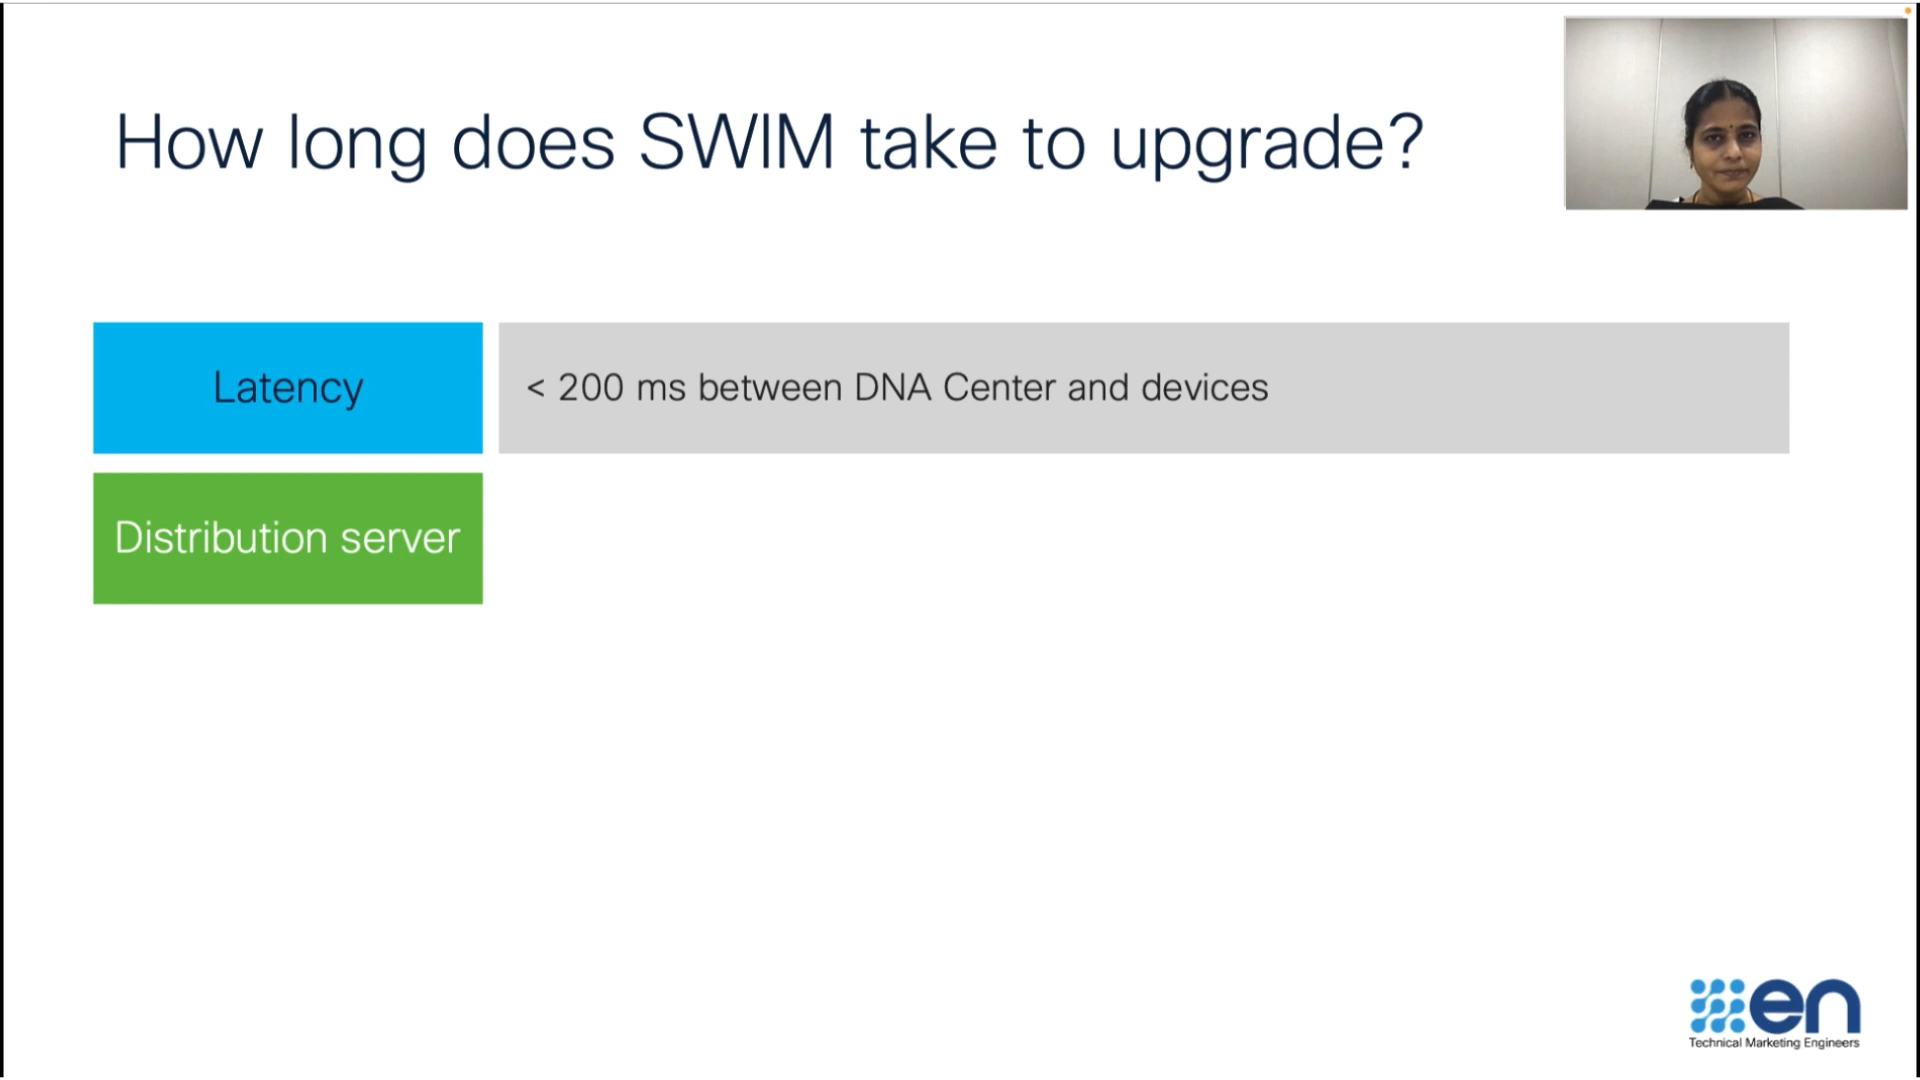 How long does SWIM take to upgrade?
Latency
< 200 ms between DNA Center and devices
Distribution server
en
Technical Marketing Engineers